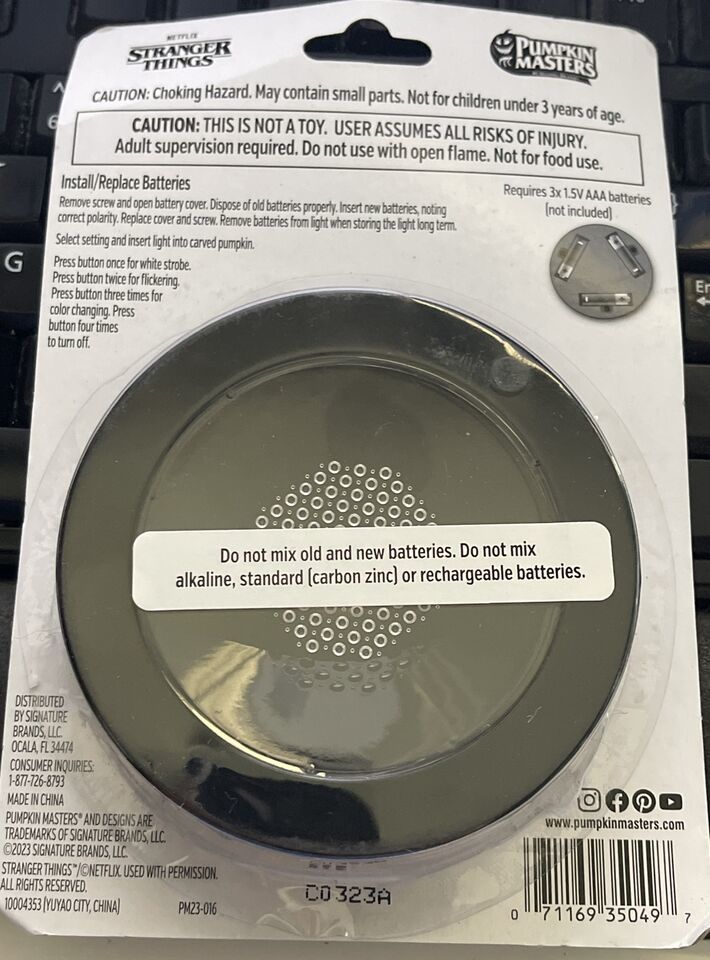 NETFLIX
STRANGER
THINGS
PUMPKIN
MASTERS
CAUTION: Choking Hazard. May contain small parts. Not for children under 3 years of age.
CAUTION: THIS IS NOT A TOY. USER ASSUMES ALL RISKS OF INJURY.
Adult supervision required. Do not use with open flame. Not for food use.
Install/Replace Batteries
Remove screw and open battery cover. Dispose of old batteries properly. Insert new batteries, noting
correct polarity. Replace cover and screw. Remove batteries from light when storing the light long term.
Select setting and insert light into carved pumpkin.
Press button once for white strobe.
Press button twice for flickering.
Press button three times for
color changing. Press
button four times
to turn off.
Requires 3x 1.5V AAA batteries
(not included)
Do not mix old and new batteries. Do not mix
alkaline, standard (carbon zinc) or rechargeable batteries.
DISTRIBUTED
BY SIGNATURE
BRANDS, LLC.
OCALA, FL 34474
CONSUMER INQUIRIES:
1-877-726-8793
MADE IN CHINA
PUMPKIN MASTERS® AND DESIGNS ARE
TRADEMARKS OF SIGNATURE BRANDS, LLC.
©2023 SIGNATURE BRANDS, LLC.
STRANGER THINGS™/©NETFLIX. USED WITH PERMISSION.
ALL RIGHTS RESERVED.
10004353 (YUYAO CITY, CHINA)
PM23-016
C0323A
www.pumpkinmasters.com
0 71169 35049 7
G
6